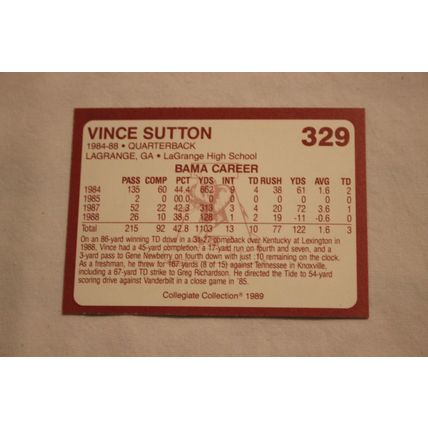 VINCE SUTTON 329
1984-88 • QUARTERBACK
LAGRANGE, GA • LaGrange High School
BAMA CAREER
PASS COMP PCT YDS INT TD RUSH YDS AVG TD
1984 135 60 44.4 662 9 4 38 61 1.6 2
1985 2 0 00.0 0 0 0 0 0 0 0
1987 52 22 42.3 313 3 4 20 72 3.6 1
1988 26 10 38.5 128 1 2 19 -11 -0.6 0
Total 215 92 42.8 1103 13 10 77 122 1.6 3
On an 86-yard winning TD drive in a 31-27 comeback over Kentucky at Lexington in
1988, Vince had a 45-yard completion, a 17-yard run on fourth and seven, and a
3-yard pass to Gene Newberry on fourth down with just :10 remaining on the clock.
As a freshman, he threw for 167 yards (8 of 15) against Tennessee in Knoxville,
including a 67-yard TD strike to Greg Richardson. He directed the Tide to 54-yard
scoring drive against Vanderbilt in a close game in '85.
Collegiate Collection® 1989